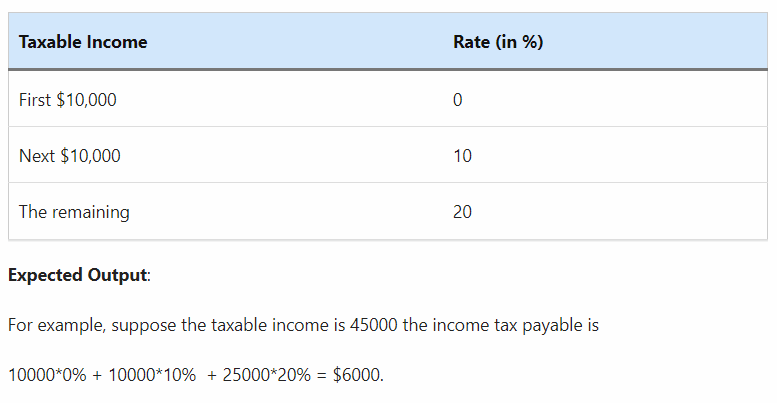 Taxable Income Rate (in %)
First $10,000 0
Next $10,000 10
The remaining 20
Expected Output:
For example, suppose the taxable income is 45000 the income tax payable is
10000*0% + 10000*10%  + 25000*20% = $6000.